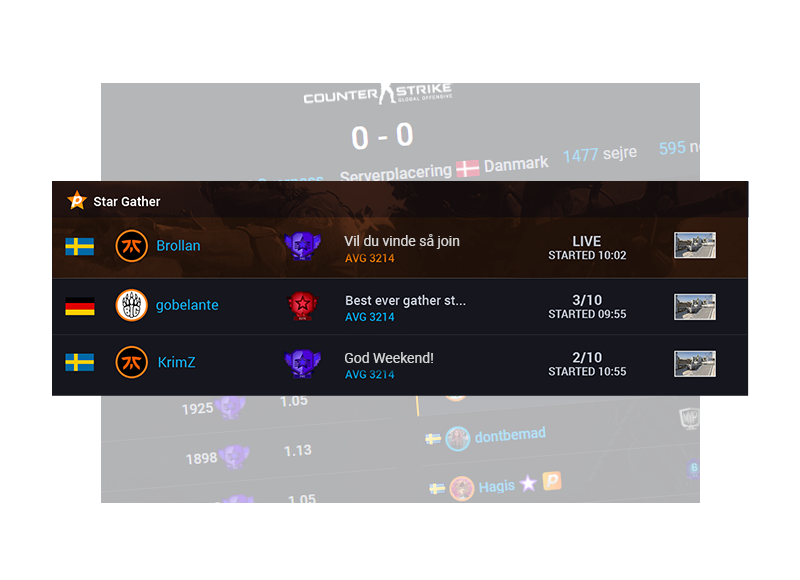 COUNTER STRIKE
GLOBAL OFFENSIVE
0 - 0
Serverplacering Danmark 1477 sejre 595
Star Gather
Brollan Vil du vinde så join LIVE
AVG 3214 STARTED 10:02
gobelante Best ever gather st... 3/10
AVG 3214 STARTED 09:55
KrimZ God Weekend! 2/10
AVG 3214 STARTED 10:55
1925 1.05
dontbemad
1898 1.13
Hagis P
1.05 6